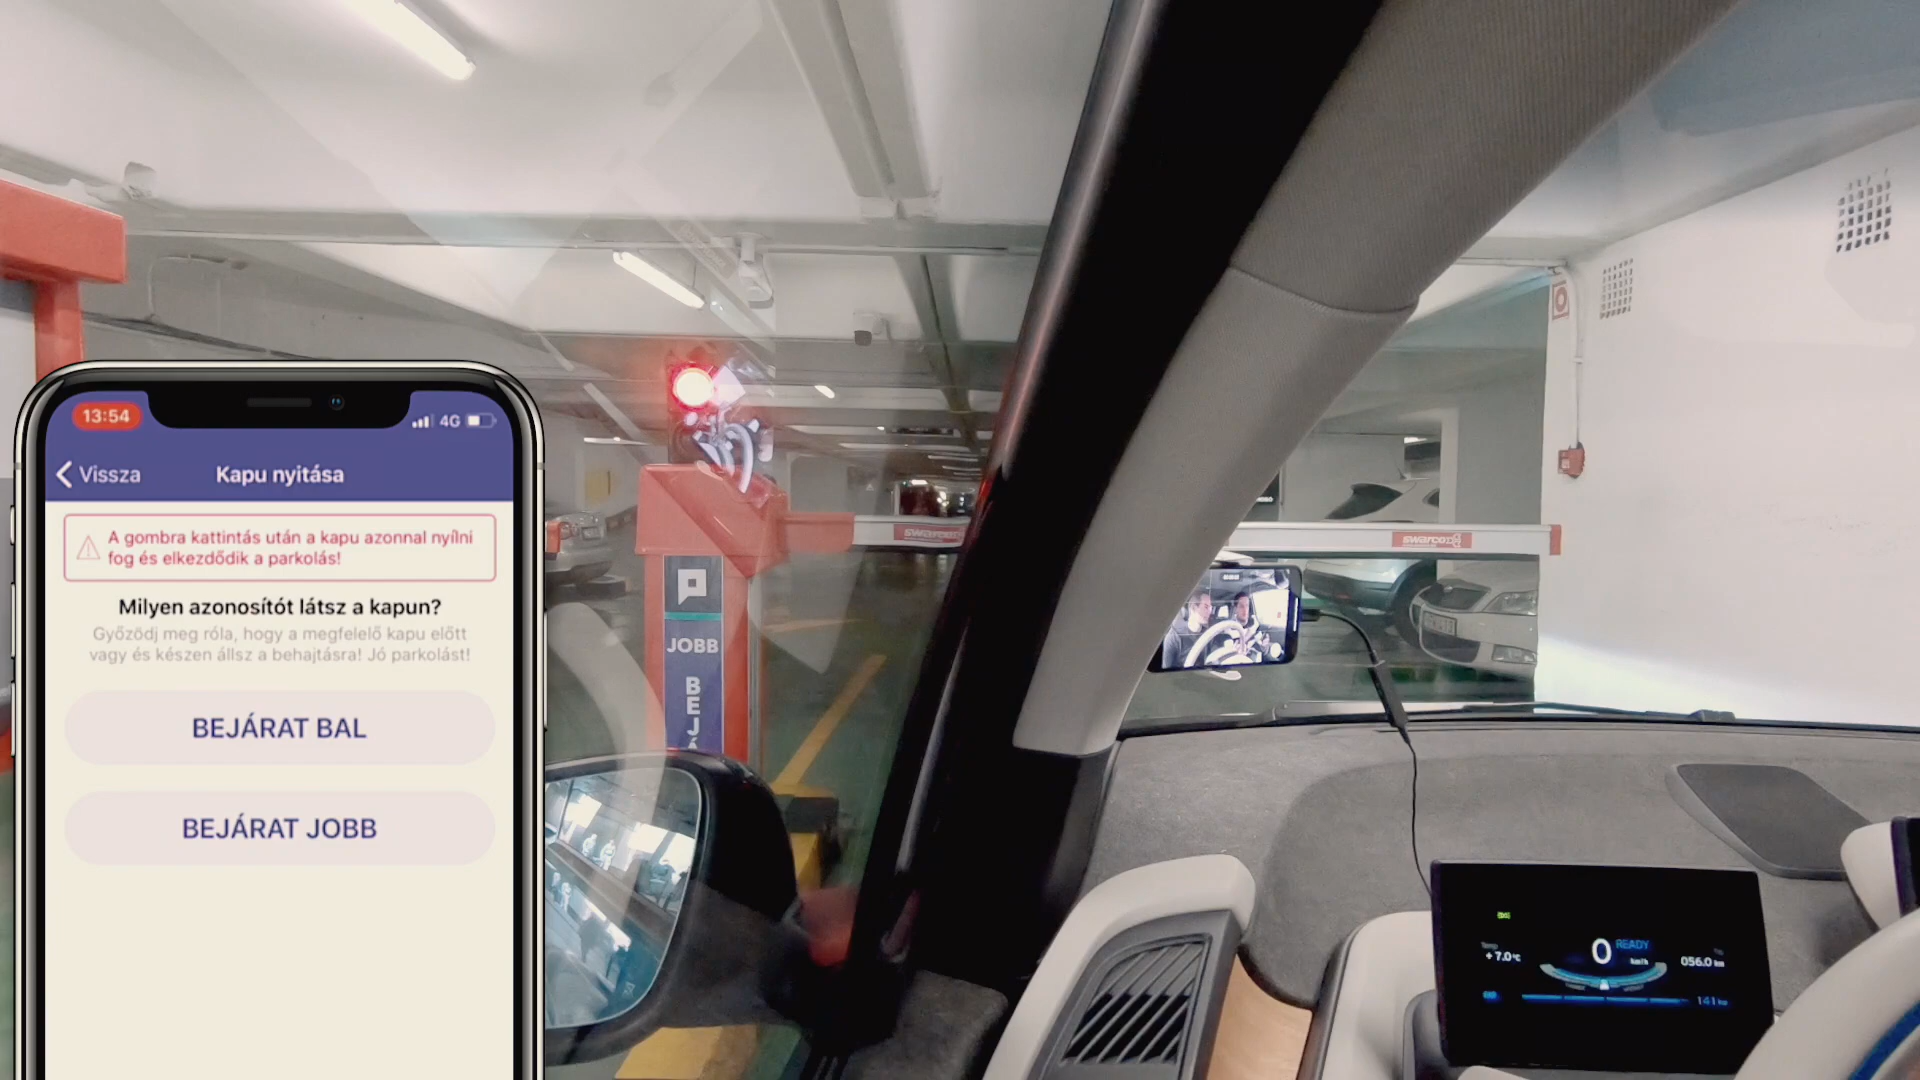 13:54
4G
Vissza
Kapu nyitása
A gombra kattintás után a kapu azonnal nyílni
fog és elkezdődik a parkolás!
Milyen azonosítót látsz a kapun?
Győzödj meg róla, hogy a megfelelő kapu előtt
vagy és készen állsz a behajtásra! Jó parkolást!
BEJÁRAT BAL
BEJÁRAT JOBB
swarco
JOBB
BEJÁ
swarco
0 READY
km/h
+7.0°C
056.0 km
141 km